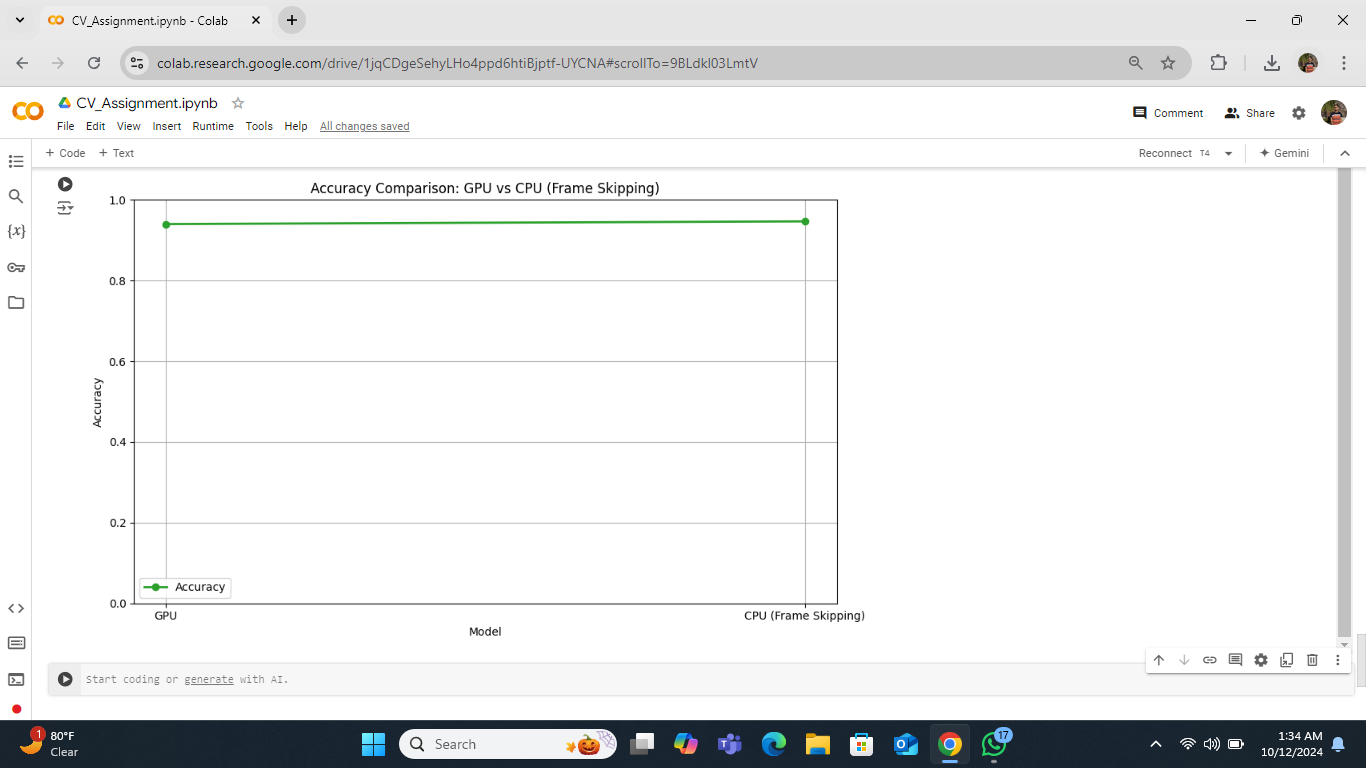 CV_Assignment.ipynb - Colab
colab.research.google.com/drive/1jqCDgeSehyLHo4ppd6htiBjptf-UYCNA#scrollTo=9BLdkl03LmtV
CV_Assignment.ipynb
Comment Share
File Edit View Insert Runtime Tools Help All changes saved
+ Code + Text
Reconnect T4 Gemini
Accuracy Comparison: GPU vs CPU (Frame Skipping)
1.0
0.8
0.6
0.4
0.2
0.0
Accuracy
Accuracy
GPU CPU (Frame Skipping)
Model
Start coding or generate with AI.
1
80°F
Clear
Search
17
1:34 AM
10/12/2024